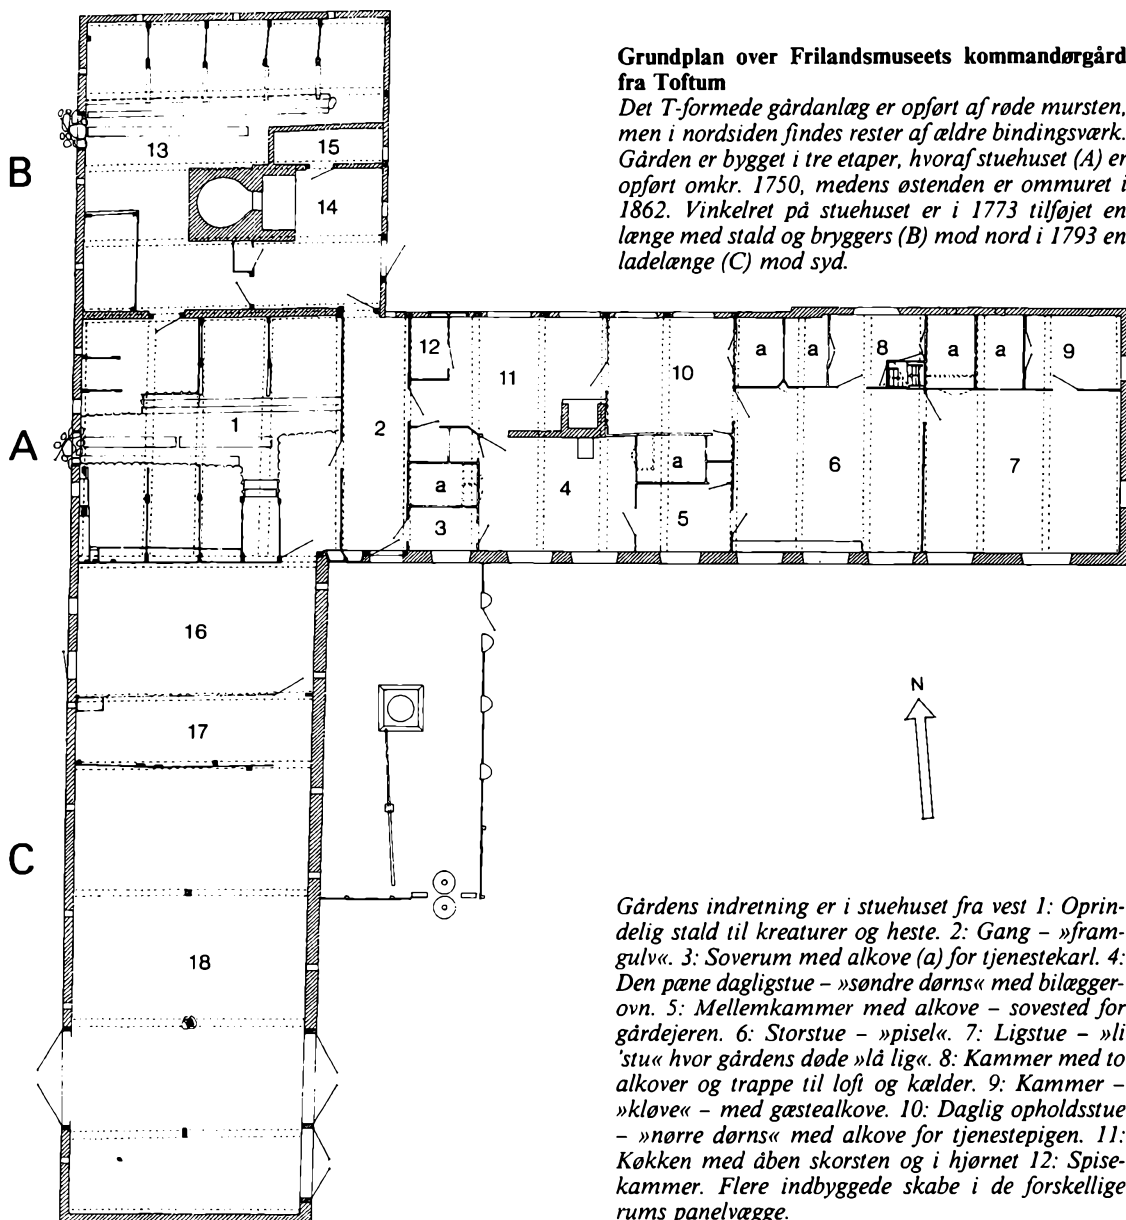 Grundplan over Frilandsmuseets kommandørgård
fra Toftum
Det T-formede gårdanlæg er opført af røde mursten,
men i nordsiden findes rester af ældre bindingsværk.
Gården er bygget i tre etaper, hvoraf stuehuset (A) er
opført omkr. 1750, medens østenden er ommuret i
1862. Vinkelret på stuehuset er i 1773 tilføjet en
længe med stald og bryggers (B) mod nord i 1793 en
ladelænge (C) mod syd.
B
13
15
14
A
1
2
12
11
10
a
a
8
a
a
9
a
3
4
a
5
6
7
16
17
N
C
18
Gårdens indretning er i stuehuset fra vest 1: Oprin-
delig stald til kreaturer og heste. 2: Gang – »fram-
gulv«. 3: Soverum med alkove (a) for tjenestekarl. 4:
Den pæne dagligstue – »søndre dørns« med bilægger-
ovn. 5: Mellemkammer med alkove – sovested for
gårdejeren. 6: Storstue – »pisel«. 7: Ligstue – »li
'stu« hvor gårdens døde »lå lig«. 8: Kammer med to
alkover og trappe til loft og kælder. 9: Kammer –
»kløve« – med gæstealkove. 10: Daglig opholdsstue
– »nørre dørns« med alkove for tjenestepigen. 11:
Køkken med åben skorsten og i hjørnet 12: Spise-
kammer. Flere indbyggede skabe i de forskellige
rums panelvægge.